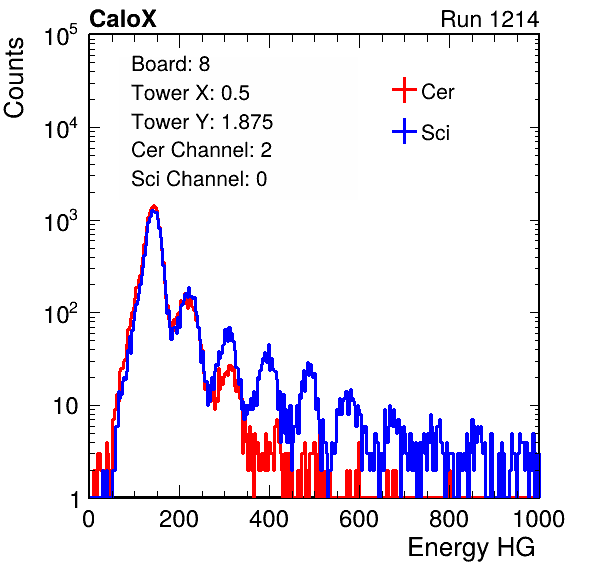 CaloX Run 1214
Counts
10^5
Board: 8
Tower X: 0.5
Cer
Tower Y: 1.875
10^4
Sci
Cer Channel: 2
Sci Channel: 0
10^3
10^2
10
1
0 200 400 600 800 1000
Energy HG